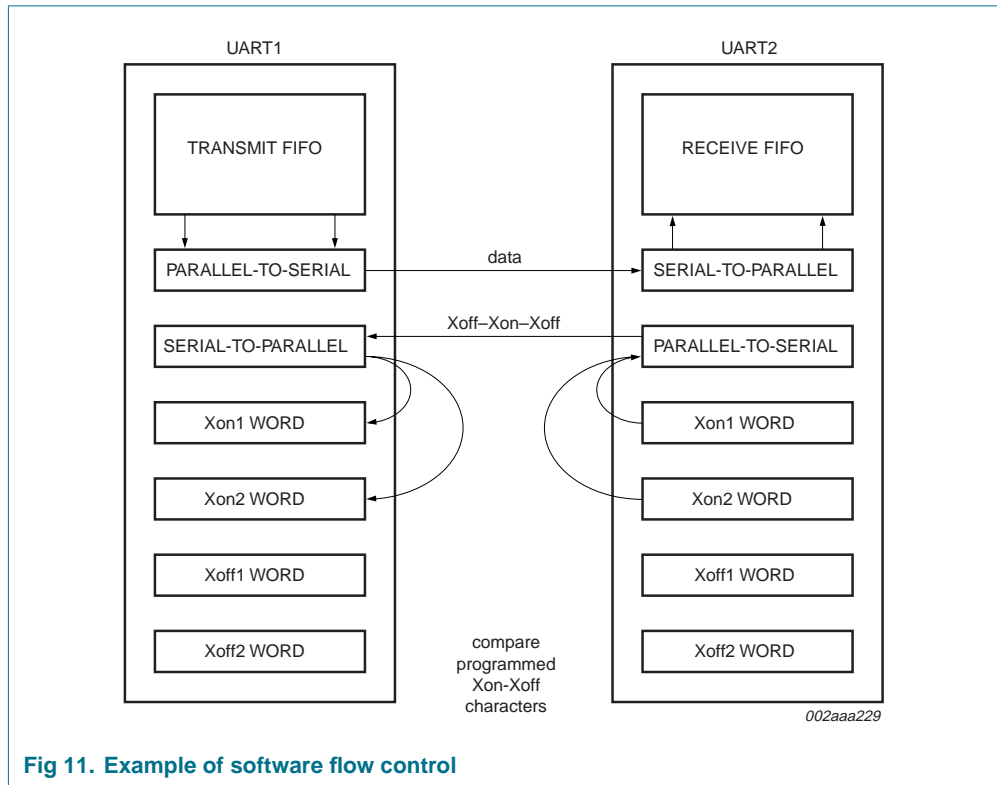 UART1
UART2
TRANSMIT FIFO
RECEIVE FIFO
PARALLEL-TO-SERIAL
data
SERIAL-TO-PARALLEL
Xoff–Xon–Xoff
SERIAL-TO-PARALLEL
PARALLEL-TO-SERIAL
Xon1 WORD
Xon1 WORD
Xon2 WORD
Xon2 WORD
Xoff1 WORD
Xoff1 WORD
Xoff2 WORD
Xoff2 WORD
compare
programmed
Xon-Xoff
characters
002aaa229
Fig 11. Example of software flow control